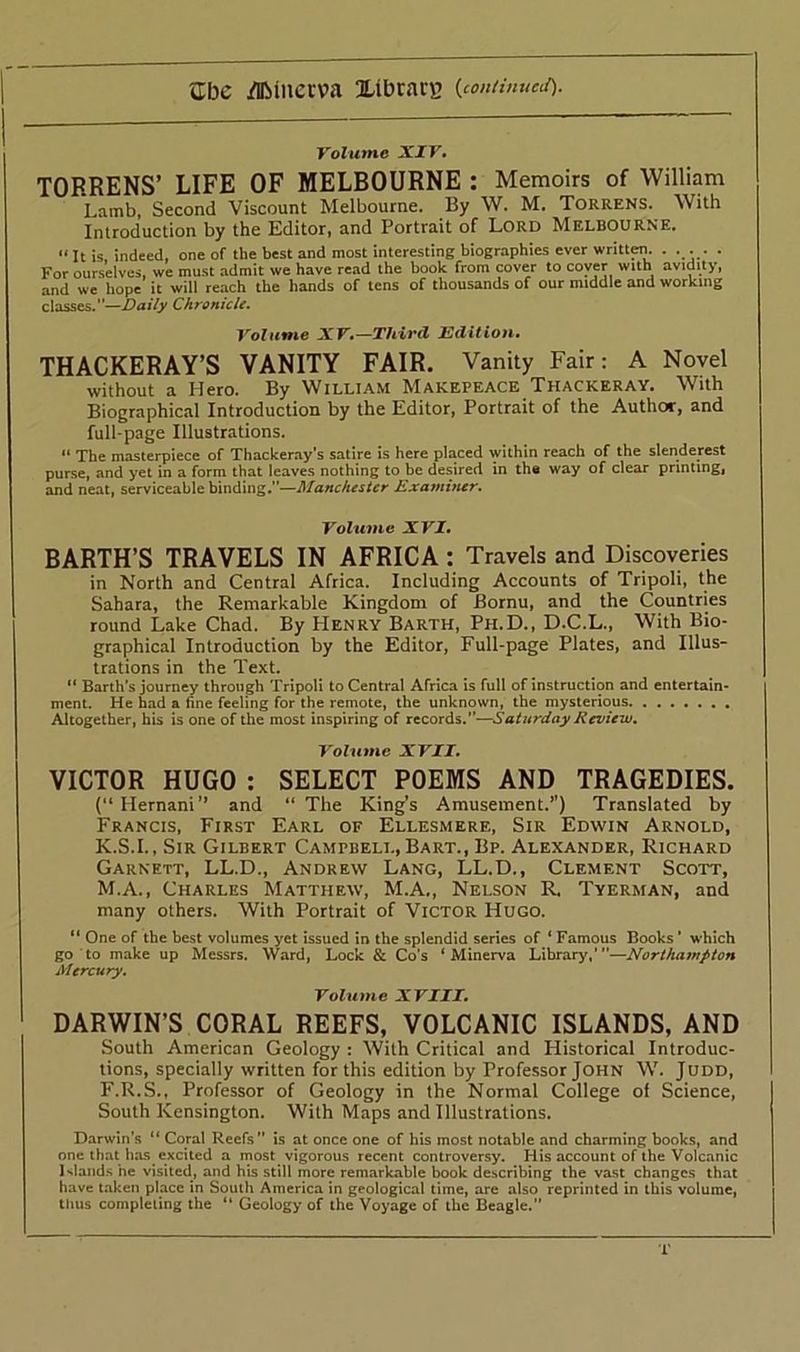 The Minerva Library (continued).
Volume XIV.
TORRENS' LIFE OF MELBOURNE : Memoirs of William
Lamb, Second Viscount Melbourne. By W. M. TORRENS. With
Introduction by the Editor, and Portrait of LORD MELBOURNE.
"It is, indeed, one of the best and most interesting biographies ever written. . . . . .
For ourselves, we must admit we have read the book from cover to cover with avidity,
and we hope it will reach the hands of tens of thousands of our middle and working
classes."—Daily Chronicle.
Volume XV.—Third Edition.
THACKERAY'S VANITY FAIR. Vanity Fair: A Novel
without a Hero. By WILLIAM MAKEPEACE THACKERAY. With
Biographical Introduction by the Editor, Portrait of the Author, and
full-page Illustrations.
"The masterpiece of Thackeray's satire is here placed within reach of the slenderest
purse, and yet in a form that leaves nothing to be desired in the way of clear printing,
and neat, serviceable binding."—Manchester Examiner.
Volume XVI.
BARTH'S TRAVELS IN AFRICA : Travels and Discoveries
in North and Central Africa. Including Accounts of Tripoli, the
Sahara, the Remarkable Kingdom of Bornu, and the Countries
round Lake Chad. By HENRY BARTH, PH.D., D.C.L., With Bio-
graphical Introduction by the Editor, Full-page Plates, and Illus-
trations in the Text.
"Barth's journey through Tripoli to Central Africa is full of instruction and entertain-
ment. He had a fine feeling for the remote, the unknown, the mysterious. . . . . . . .
Altogether, his is one of the most inspiring of records."—Saturday Review.
Volume XVII.
VICTOR HUGO : SELECT POEMS AND TRAGEDIES.
("Hernani" and "The King's Amusement.") Translated by
FRANCIS, FIRST EARL OF ELLESMERE, SIR EDWIN ARNOLD,
K.S.I., SIR GILBERT CAMPBELL, BART., BP. ALEXANDER, RICHARD
GARNETT, LL.D., ANDREW LANG, LL.D., CLEMENT SCOTT,
M.A., CHARLES MATTHEW, M.A., NELSON R. TYERMAN, and
many others. With Portrait of VICTOR HUGO.
"One of the best volumes yet issued in the splendid series of 'Famous Books' which
go to make up Messrs. Ward, Lock & Co's 'Minerva Library,'"—Northampton
Mercury.
Volume XVIII.
DARWIN'S CORAL REEFS, VOLCANIC ISLANDS, AND
South American Geology : With Critical and Historical Introduc-
tions, specially written for this edition by Professor JOHN W. JUDD,
F.R.S., Professor of Geology in the Normal College of Science,
South Kensington. With Maps and Illustrations.
Darwin's "Coral Reefs" is at once one of his most notable and charming books, and
one that has excited a most vigorous recent controversy. His account of the Volcanic
Islands he visited, and his still more remarkable book describing the vast changes that
have taken place in South America in geological time, are also reprinted in this volume,
thus completing the "Geology of the Voyage of the Beagle."
T